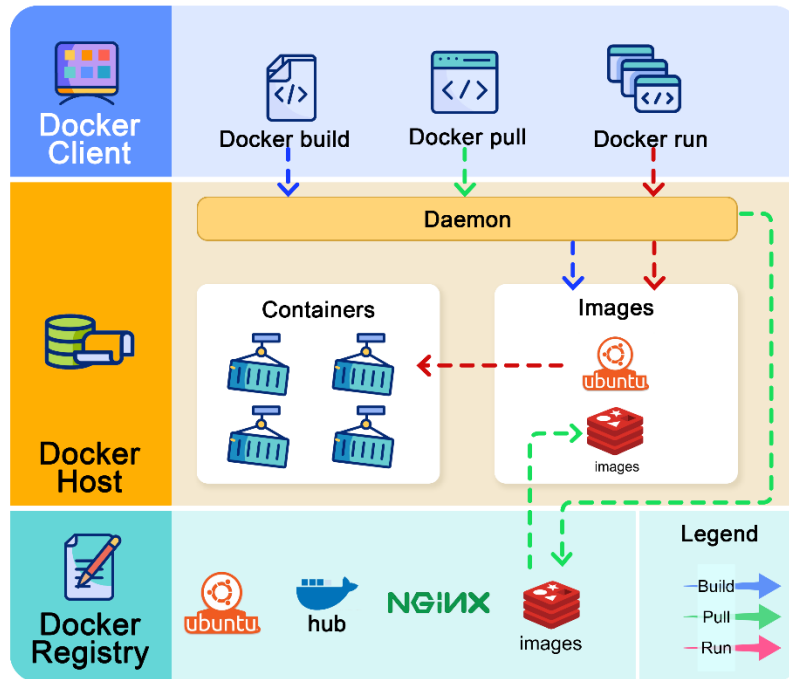 Docker
Client
Docker build
Docker pull
Docker run
Docker
Host
Daemon
Containers
Images
ubuntu
images
Docker
Registry
ubuntu
hub
NGINX
images
Legend
Build
Pull
Run